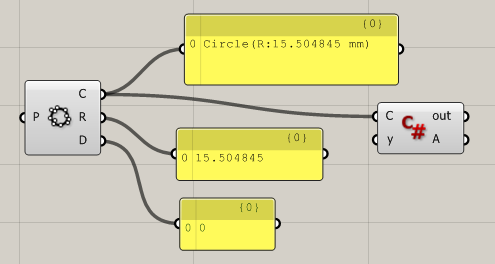 {0}
0 Circle(R:15.504845 mm)
P
C
R
D
{0}
0 15.504845
{0}
0 0
C
y
C#
out
A